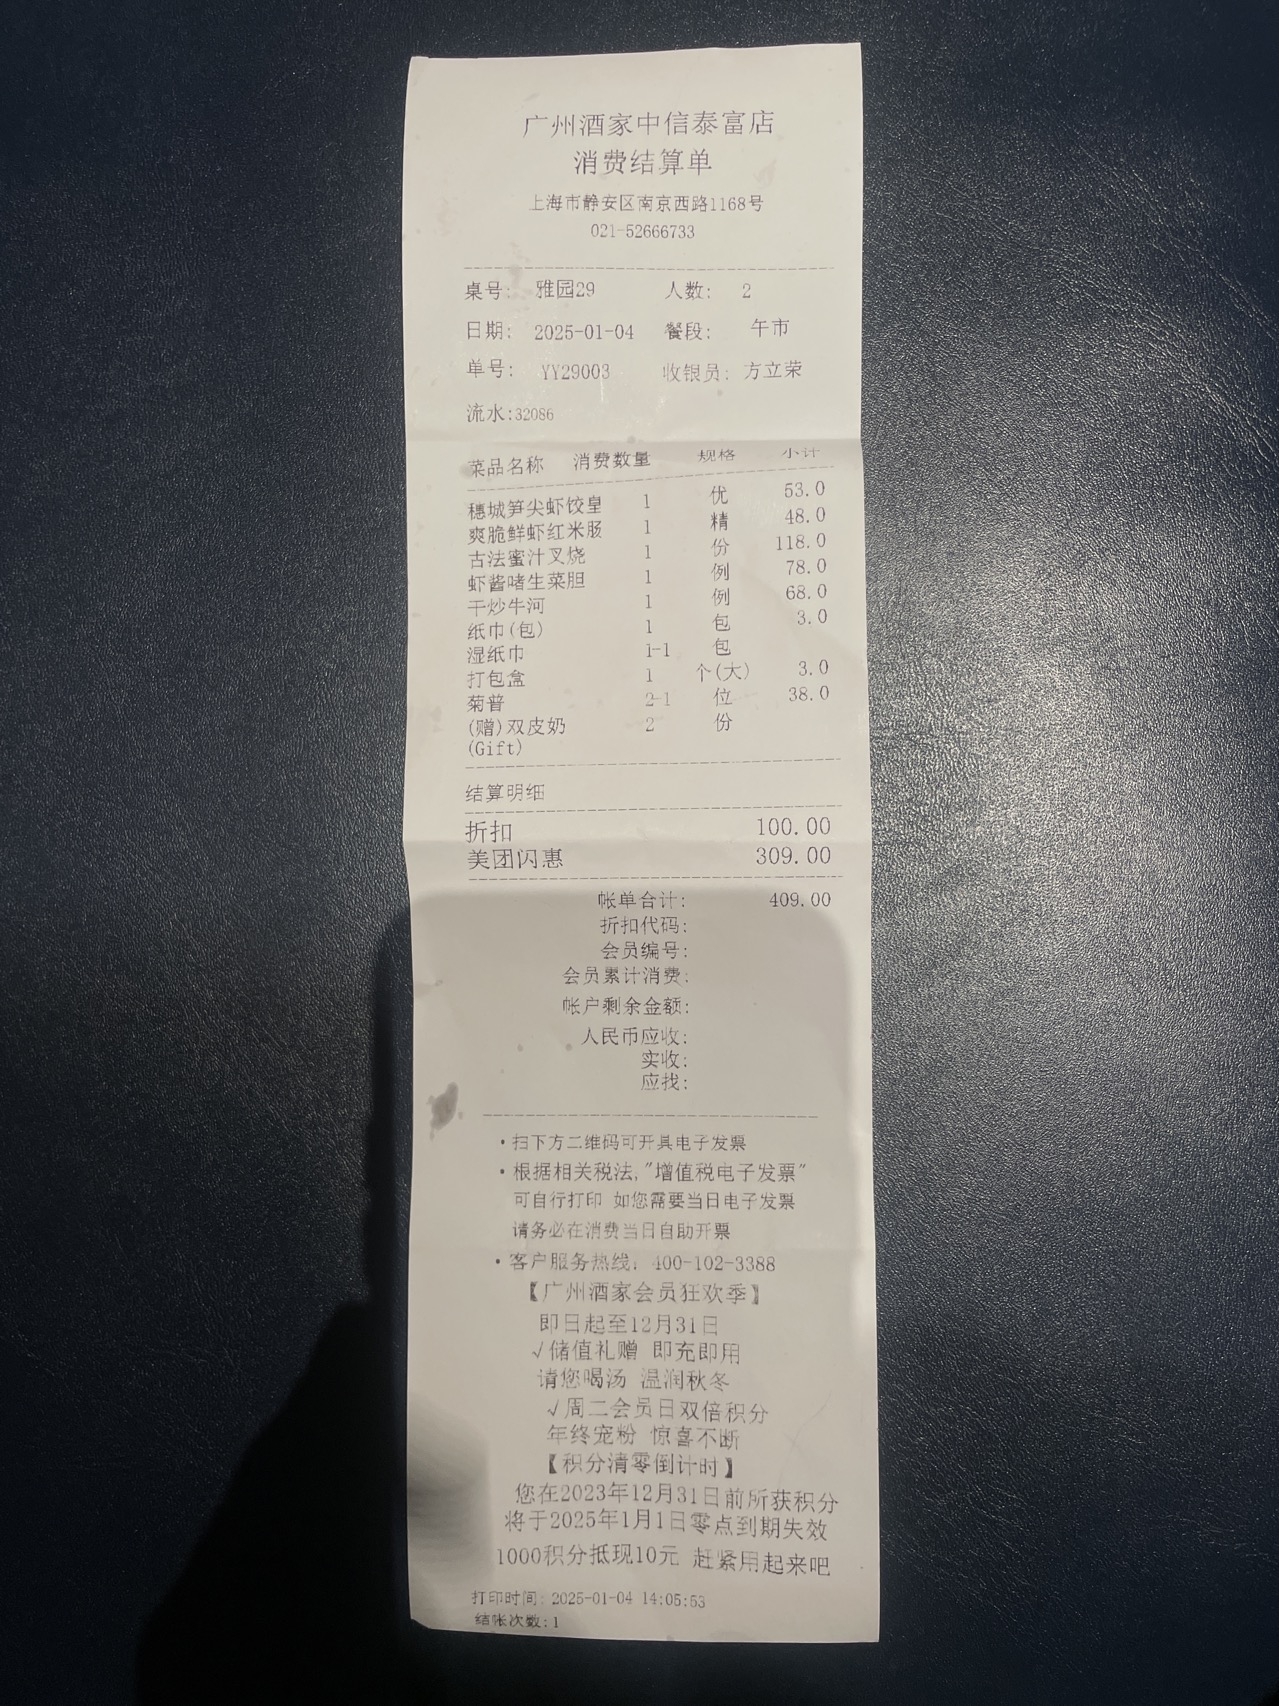 广州酒家中信泰富店
消费结算单
上海市静安区南京西路1168号
021-52666733
桌号: 雅园29 人数: 2
日期: 2025-01-04 餐段: 午市
单号: YY29003 收银员: 方立荣
流水:32086
菜品名称 消费数量 规格 小计
穗城笋尖虾饺皇 1 优 53.0
爽脆鲜虾红米肠 1 精 48.0
古法蜜汁叉烧 1 份 118.0
虾酱啫生菜胆 1 例 78.0
干炒牛河 1 例 68.0
纸巾(包) 1 包 3.0
湿纸巾 1-1 包
打包盒 1 个(大) 3.0
菊普 2-1 位 38.0
(赠)双皮奶 2 份
(Gift)
结算明细
折扣 100.00
美团闪惠 309.00
帐单合计: 409.00
折扣代码:
会员编号:
会员累计消费:
帐户剩余金额:
人民币应收:
实收:
应找:
·扫下方二维码可开具电子发票
·根据相关税法,"增值税电子发票"
可自行打印 如您需要当日电子发票
请务必在消费当日自助开票
·客户服务热线: 400-102-3388
【广州酒家会员狂欢季】
即日起至12月31日
√储值礼赠 即充即用
请您喝汤 温润秋冬
√周二会员日双倍积分
年终宠粉 惊喜不断
【积分清零倒计时】
您在2023年12月31日前所获积分
将于2025年1月1日零点到期失效
1000积分抵现10元 赶紧用起来吧
打印时间: 2025-01-04 14:05:53
结帐次数:1